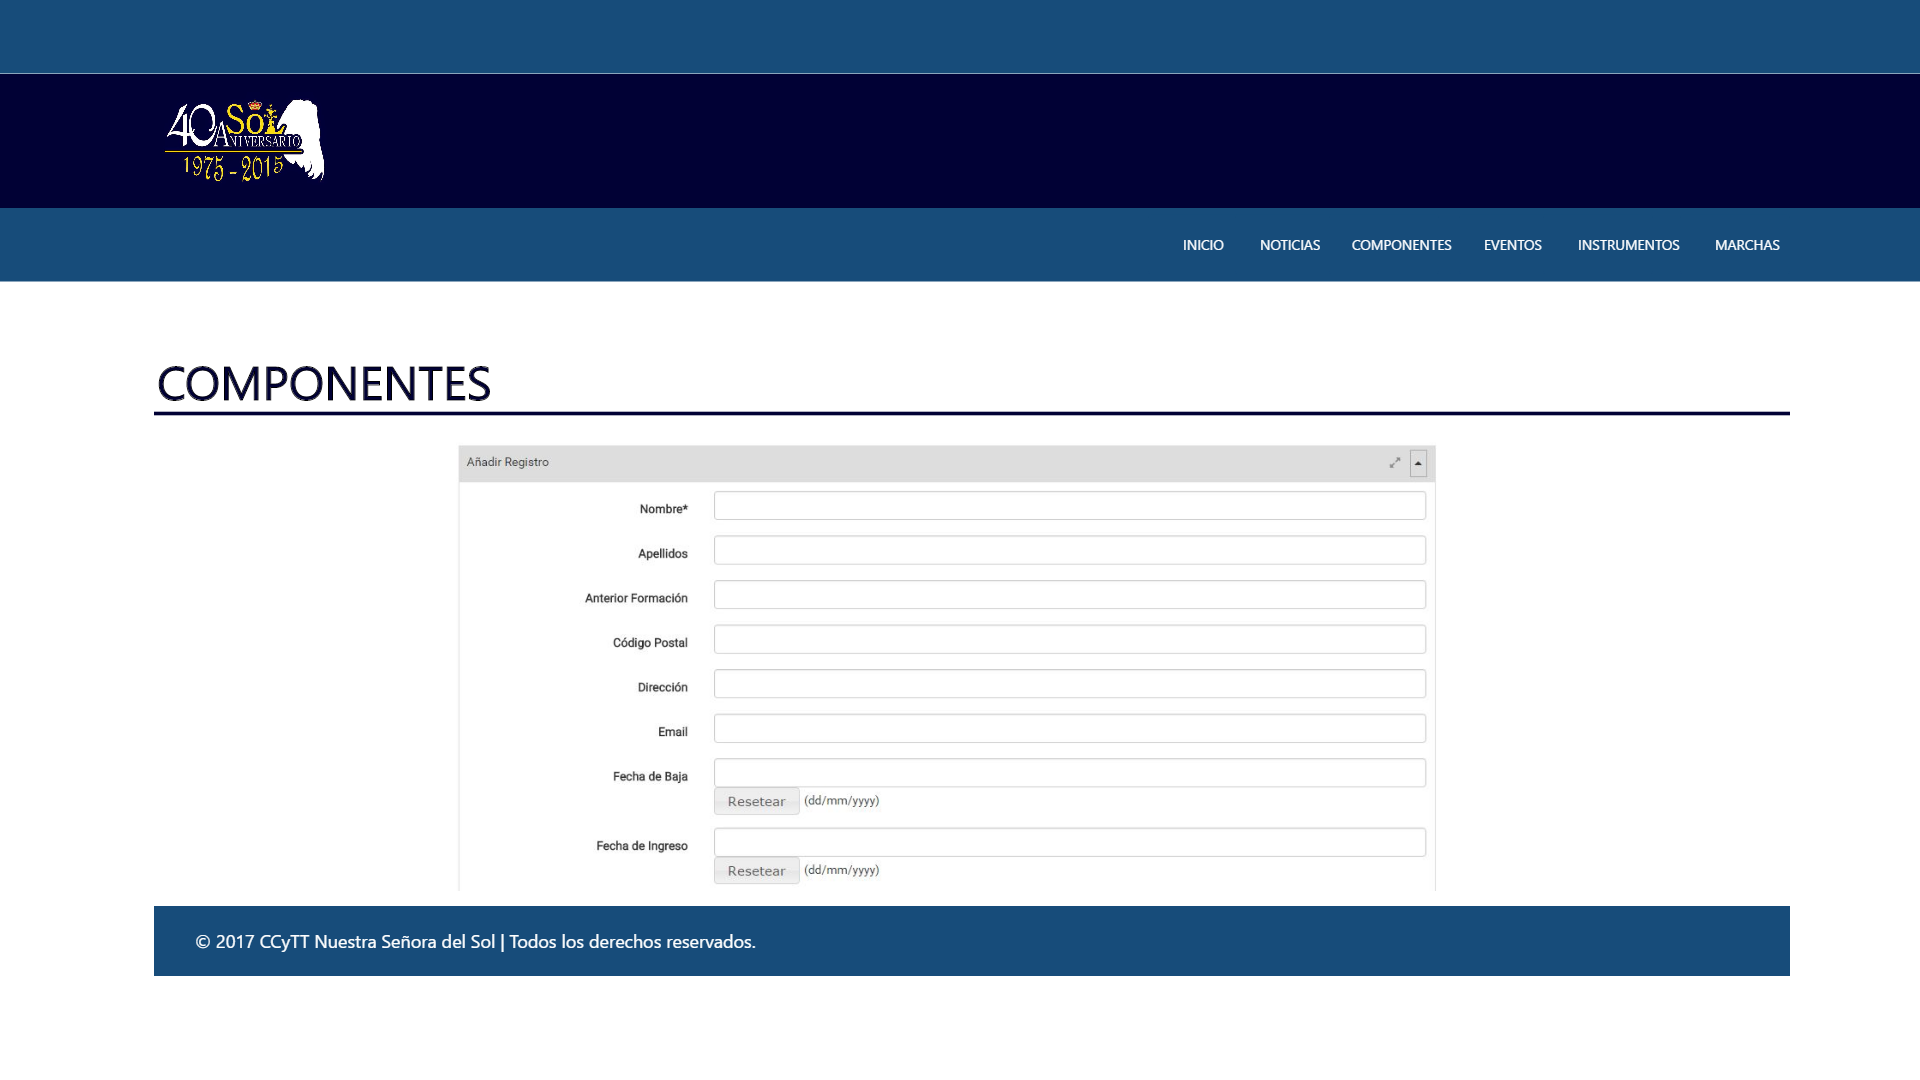 40 SOL
ANIVERSARIO
1975 - 2015
INICIO NOTICIAS COMPONENTES EVENTOS INSTRUMENTOS MARCHAS
COMPONENTES
Añadir Registro
Nombre*
Apellidos
Anterior Formación
Código Postal
Dirección
Email
Fecha de Baja
Resetear (dd/mm/yyyy)
Fecha de Ingreso
Resetear (dd/mm/yyyy)
© 2017 CCyTT Nuestra Señora del Sol | Todos los derechos reservados.